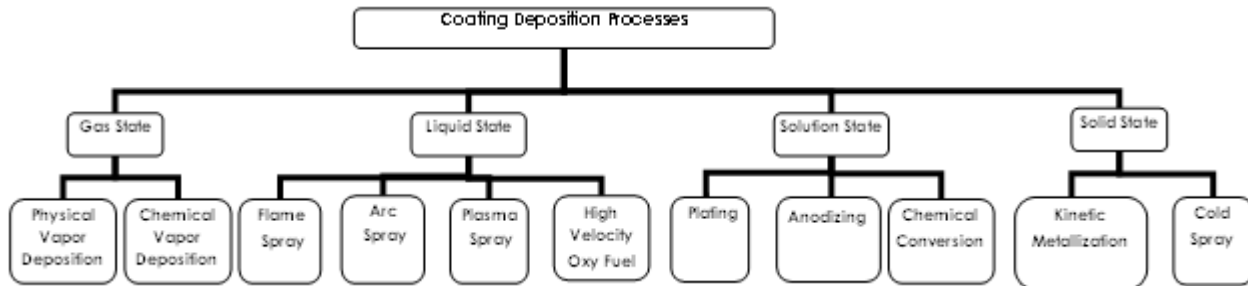 Coating Deposition Processes
Gas State
Liquid State
Solution State
Solid State
Physical
Vapor
Deposition
Chemical
Vapor
Deposition
Flame
Spray
Arc
Spray
Plasma
Spray
High
Velocity
Oxy Fuel
Plating
Anodizing
Chemical
Conversion
Kinetic
Metallization
Cold
Spray